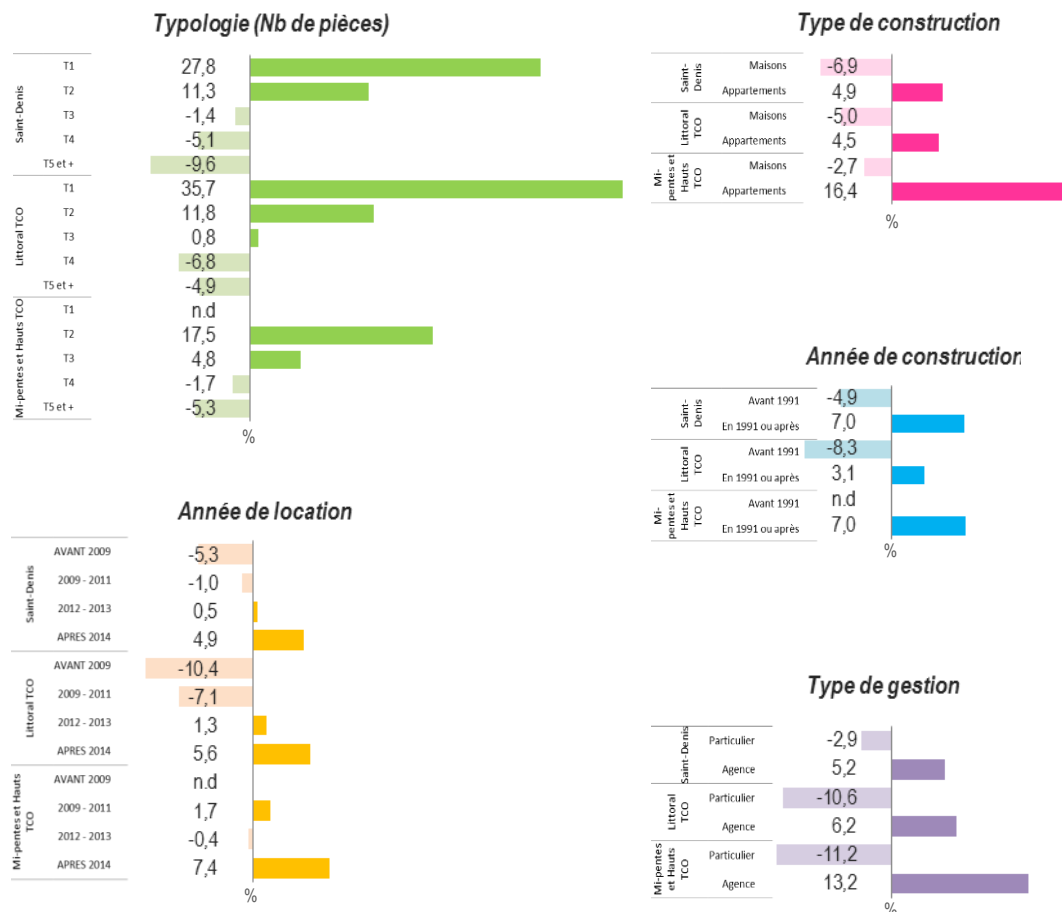 Typologie (Nb de pièces)
Saint-Denis
T1 27,8
T2 11,3
T3 -1,4
T4 -5,1
T5 et + -9,6
Littoral TCO
T1 35,7
T2 11,8
T3 0,8
T4 -6,8
T5 et + -4,9
Mi-pentes et Hauts TCO
T1 n.d
T2 17,5
T3 4,8
T4 -1,7
T5 et + -5,3
%
Année de location
Saint-Denis
AVANT 2009 -5,3
2009 - 2011 -1,0
2012 - 2013 0,5
APRES 2014 4,9
Littoral TCO
AVANT 2009 -10,4
2009 - 2011 -7,1
2012 - 2013 1,3
APRES 2014 5,6
Mi-pentes et Hauts
TCO
AVANT 2009 n.d
2009 - 2011 1,7
2012 - 2013 -0,4
APRES 2014 7,4
%
Type de construction
Saint-
Denis
Maisons -6,9
Appartements 4,9
Littoral
TCO
Maisons -5,0
Appartements 4,5
Mi-
pentes et
Hauts
TCO
Maisons -2,7
Appartements 16,4
%
Année de construction
Saint-
Denis
Avant 1991 -4,9
En 1991 ou après 7,0
Littoral
TCO
Avant 1991 -8,3
En 1991 ou après 3,1
Mi-
pentes et
Hauts
TCO
Avant 1991 n.d
En 1991 ou après 7,0
%
Type de gestion
Saint-Denis
Particulier -2,9
Agence 5,2
Littoral
TCO
Particulier -10,6
Agence 6,2
Mi-pentes
et Hauts
TCO
Particulier -11,2
Agence 13,2
%